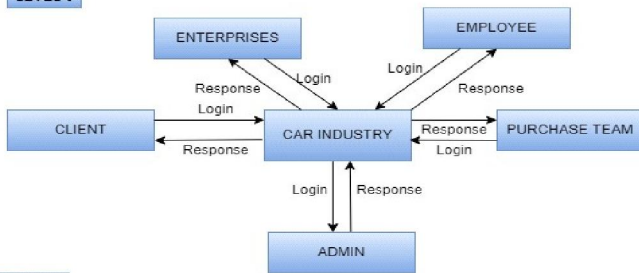 ENTERPRISES
EMPLOYEE
Login
Login
Response
Response
Login
CLIENT
CAR INDUSTRY
Response
PURCHASE TEAM
Response
Login
Login
Response
ADMIN